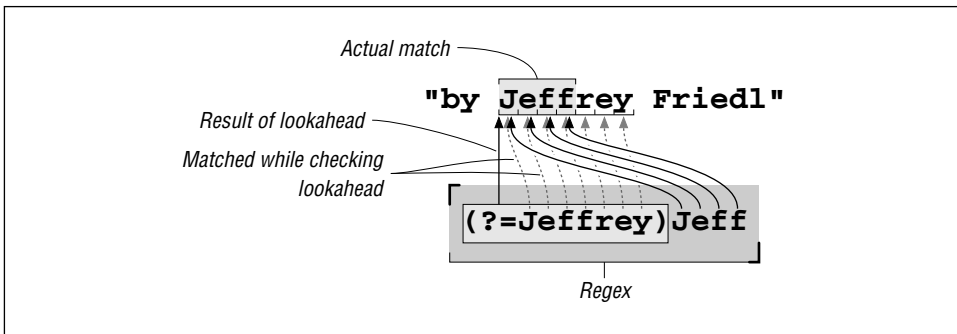 Actual match
"by Jeffrey Friedl"
Result of lookahead
Matched while checking
lookahead
(?=Jeffrey)Jeff
Regex